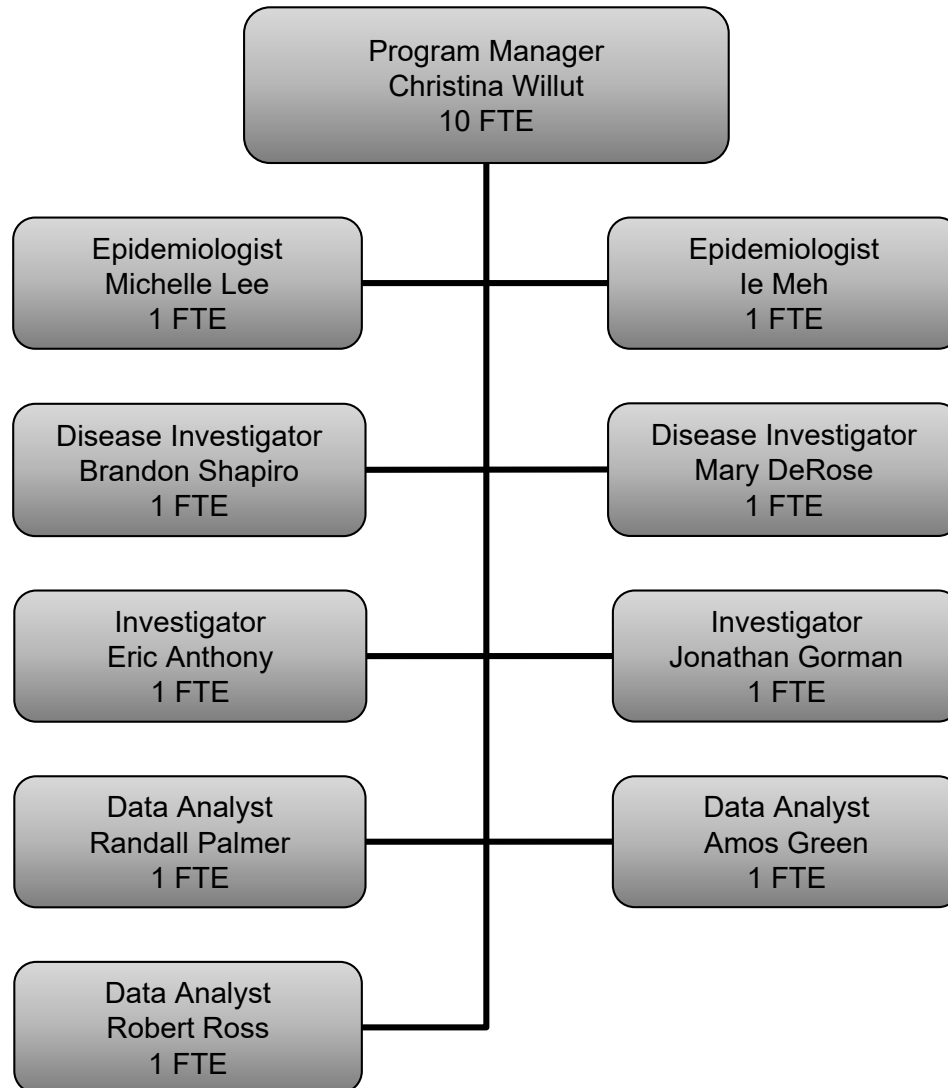 Program Manager
Christina Willut
10 FTE
Epidemiologist
Michelle Lee
1 FTE
Epidemiologist
Ie Meh
1 FTE
Disease Investigator
Brandon Shapiro
1 FTE
Disease Investigator
Mary DeRose
1 FTE
Investigator
Eric Anthony
1 FTE
Investigator
Jonathan Gorman
1 FTE
Data Analyst
Randall Palmer
1 FTE
Data Analyst
Amos Green
1 FTE
Data Analyst
Robert Ross
1 FTE